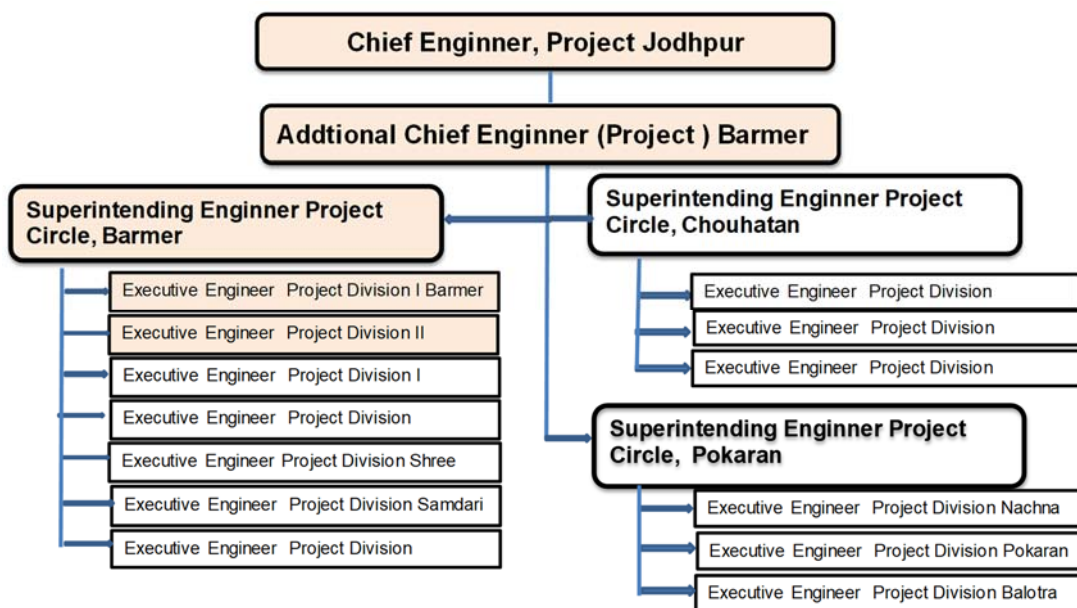 Chief Enginner, Project Jodhpur
Addtional Chief Enginner (Project ) Barmer
Superintending Enginner Project
Circle, Barmer
Executive Engineer Project Division I Barmer
Executive Engineer Project Division II
Executive Engineer Project Division I
Executive Engineer Project Division
Executive Engineer Project Division Shree
Executive Engineer Project Division Samdari
Executive Engineer Project Division
Superintending Enginner Project
Circle, Chouhatan
Executive Engineer Project Division
Executive Engineer Project Division
Executive Engineer Project Division
Superintending Enginner Project
Circle, Pokaran
Executive Engineer Project Division Nachna
Executive Engineer Project Division Pokaran
Executive Engineer Project Division Balotra